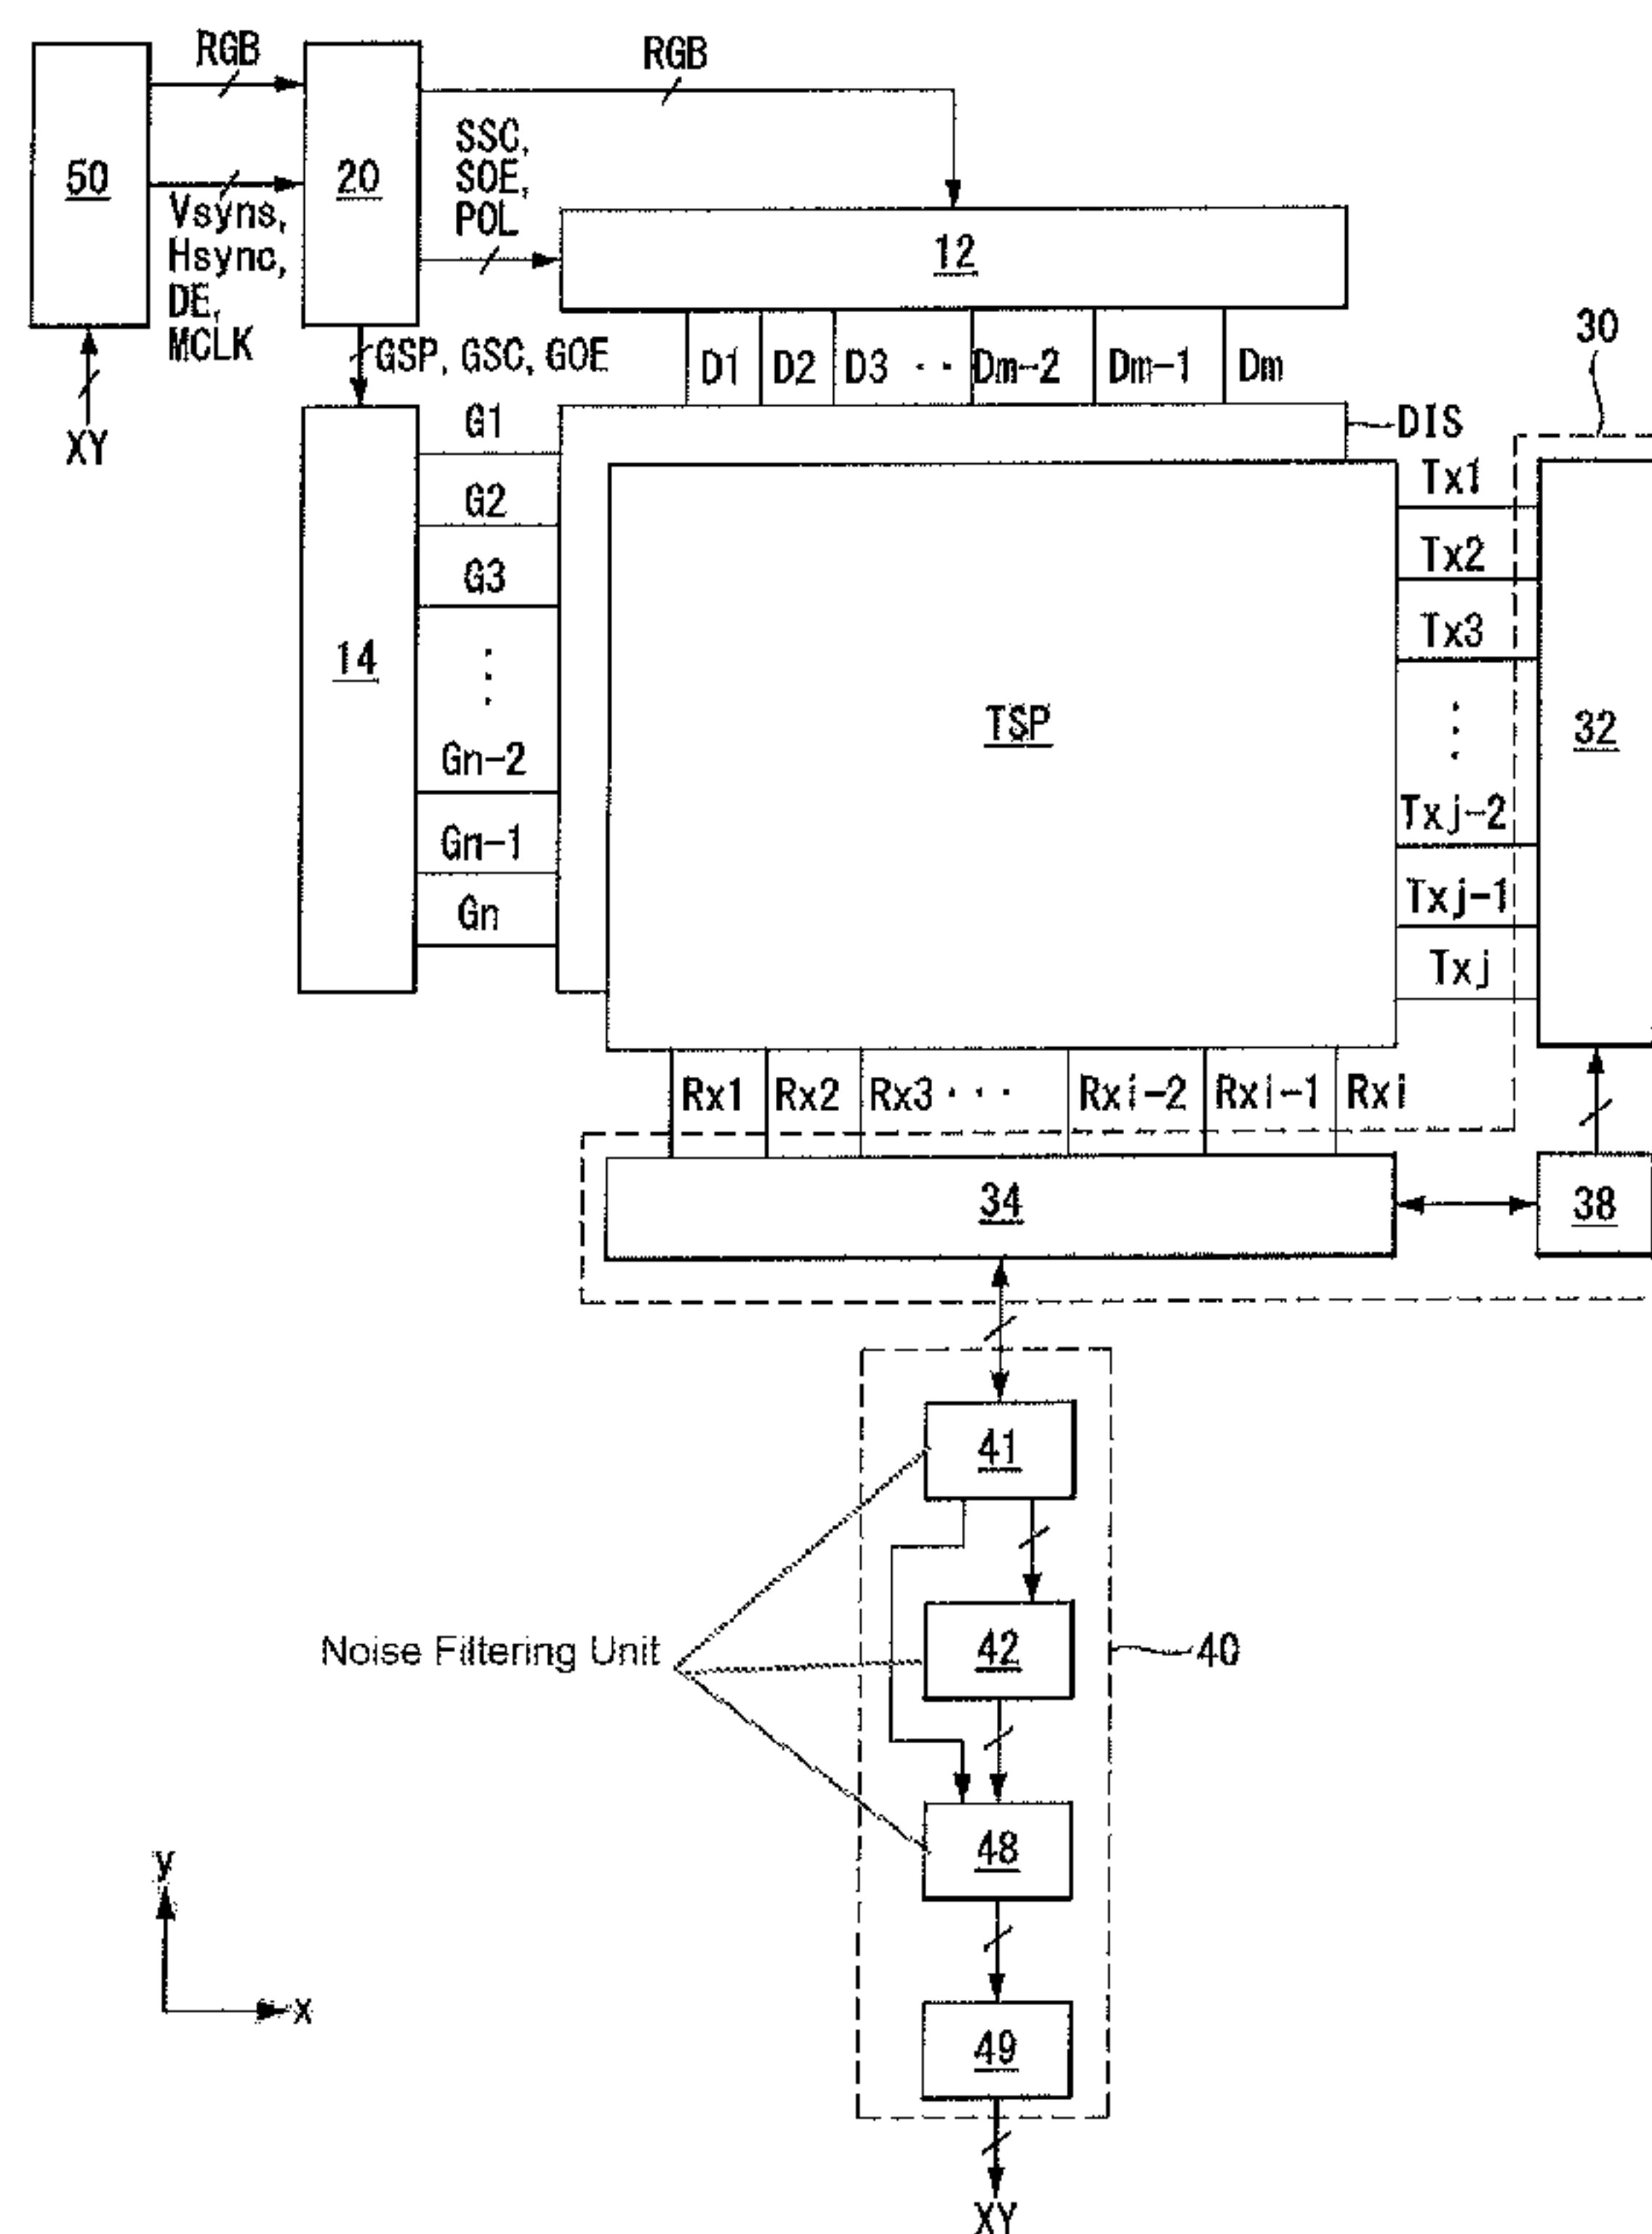 RGB
RGB
50
20
SSC,
SOE,
POL
Vsyns,
Hsync,
DE,
MCLK
12
XY
GSP, GSC, GOE
D1 D2 D3 ·· Dm-2 Dm-1 Dm
30
DIS
14
G1
G2
G3
Gn-2
Gn-1
Gn
TSP
Tx1
Tx2
Tx3
Txj-2
Txj-1
Txj
32
Rx1 Rx2 Rx3 ··· Rxi-2 Rxi-1 Rxi
34
38
41
Noise Filtering Unit
42
40
48
49
XY
y
x